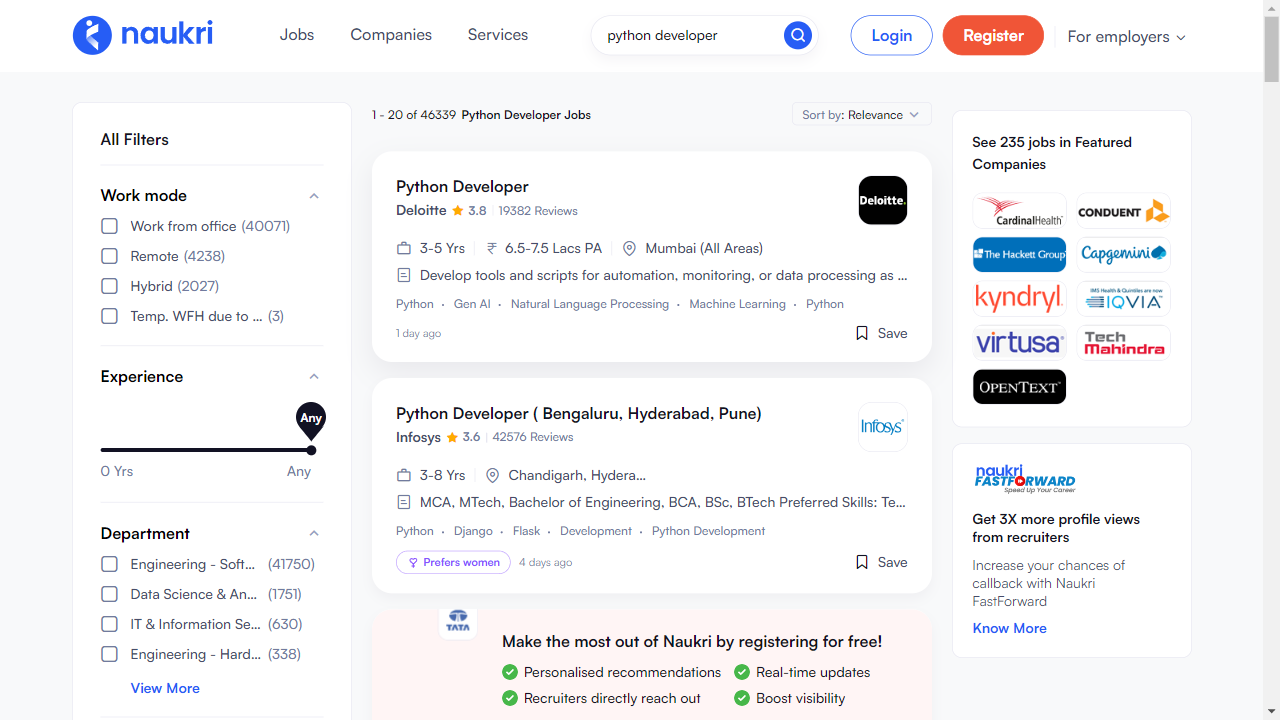 naukri
Jobs
Companies
Services
python developer
Login
Register
For employers
All Filters
Work mode
Work from office (40071)
Remote (4238)
Hybrid (2027)
Temp. WFH due to ... (3)
Experience
Any
0 Yrs
Any
Department
Engineering - Soft... (41750)
Data Science & An... (1751)
IT & Information Se... (630)
Engineering - Hard... (338)
View More
1 - 20 of 46339 Python Developer Jobs
Sort by: Relevance
Python Developer
Deloitte 3.8 19382 Reviews
Deloitte.
3-5 Yrs
₹ 6.5-7.5 Lacs PA
Mumbai (All Areas)
Develop tools and scripts for automation, monitoring, or data processing as ...
Python · Gen AI · Natural Language Processing · Machine Learning · Python
1 day ago
Save
Python Developer ( Bengaluru, Hyderabad, Pune)
Infosys 3.6 42576 Reviews
Infosys
3-8 Yrs
Chandigarh, Hydera...
MCA, MTech, Bachelor of Engineering, BCA, BSc, BTech Preferred Skills: Te...
Python · Django · Flask · Development · Python Development
Prefers women
4 days ago
Save
TATA
Make the most out of Naukri by registering for free!
Personalised recommendations
Real-time updates
Recruiters directly reach out
Boost visibility
See 235 jobs in Featured
Companies
CardinalHealth
CONDUENT
The Hackett Group
Capgemini
kyndryl
IMS Health & Quintiles are now
IQVIA
virtusa
Tech
Mahindra
OPENTEXT
naukri
FASTFORWARD
Speed Up Your Career
Get 3X more profile views
from recruiters
Increase your chances of
callback with Naukri
FastForward
Know More